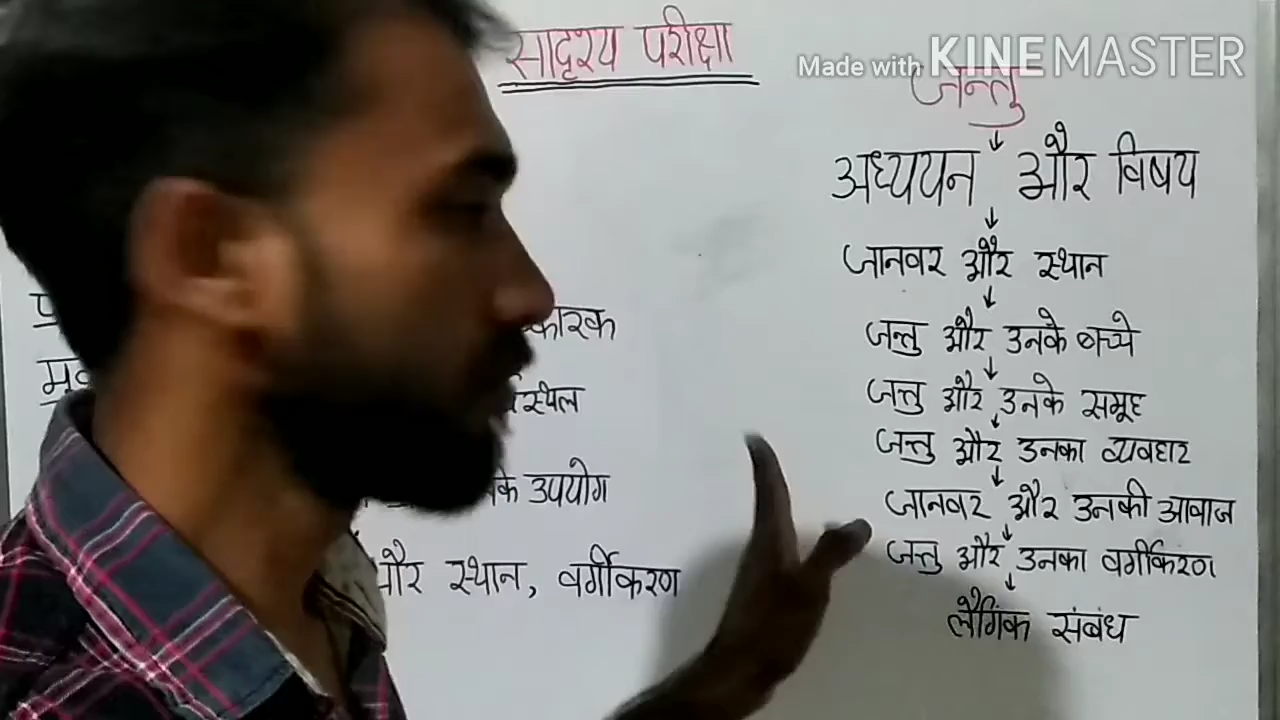 सादृश्य परीक्षा
Made with KINEMASTER
जन्तु
अध्ययन और विषय
जानवर और स्थान
जन्तु और उनके बच्चे
जन्तु और उनके समूह
जन्तु और उनका व्यवहार
जानवर और उनकी आवाज
जन्तु और उनका वर्गीकरण
लैगिंक संबंध
कारक
के उपयोग
और स्थान, वर्गीकरण